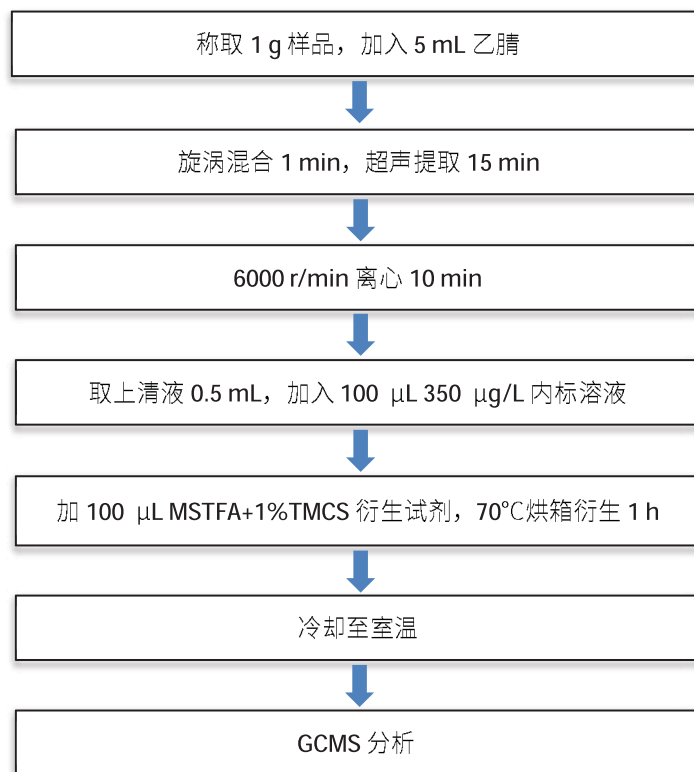 称取 1 g 样品，加入 5 mL 乙腈
旋涡混合 1 min，超声提取 15 min
6000 r/min 离心 10 min
取上清液 0.5 mL，加入 100 μL 350 μg/L 内标溶液
加 100 μL MSTFA+1%TMCS 衍生试剂，70℃烘箱衍生 1 h
冷却至室温
GCMS 分析